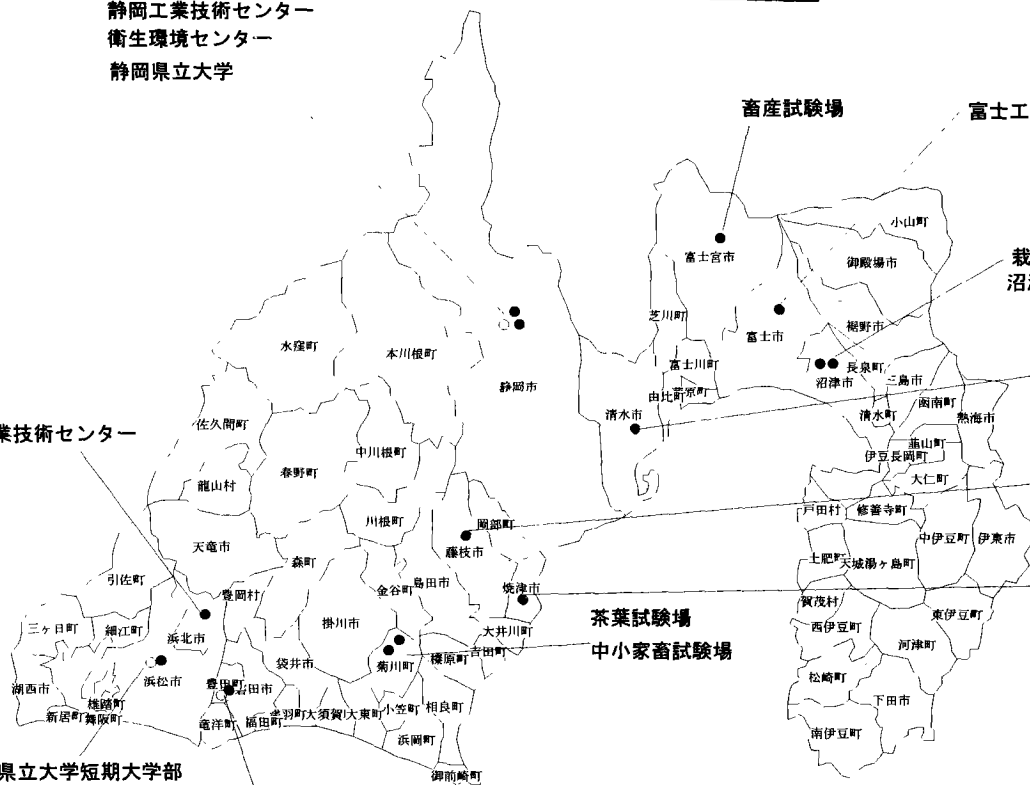 静岡工業技術センター
衛生環境センター
静岡県立大学
畜産試験場
富士工
小山町
富士宮市
御殿場市
栽
沼津
芝川町
裾野市
富士市
水窪町
本川根町
富士川町
長泉町
静岡市
沼津市
三島市
由比町
蒲原町
函南町
清水市
清水町
熱海市
佐久間町
業技術センター
韮山町
中川根町
伊豆長岡町
春野町
大仁町
龍山村
戸田村
修善寺町
川根町
岡部町
天竜市
藤枝市
中伊豆町
伊東市
森町
土肥町
天城湯ヶ島町
引佐町
島田市
金谷町
焼津市
豊岡村
賀茂村
東伊豆町
掛川市
茶葉試験場
三ヶ日町
細江町
大井川町
西伊豆町
浜北市
河津町
吉田町
中小家畜試験場
袋井市
菊川町
榛原町
松崎町
浜松市
豊田町
磐田市
湖西市
雄踏町
相良町
下田市
小笠町
新居町
舞阪町
浅羽町
大須賀町
大東町
竜洋町
福田町
南伊豆町
浜岡町
県立大学短期大学部
御前崎町